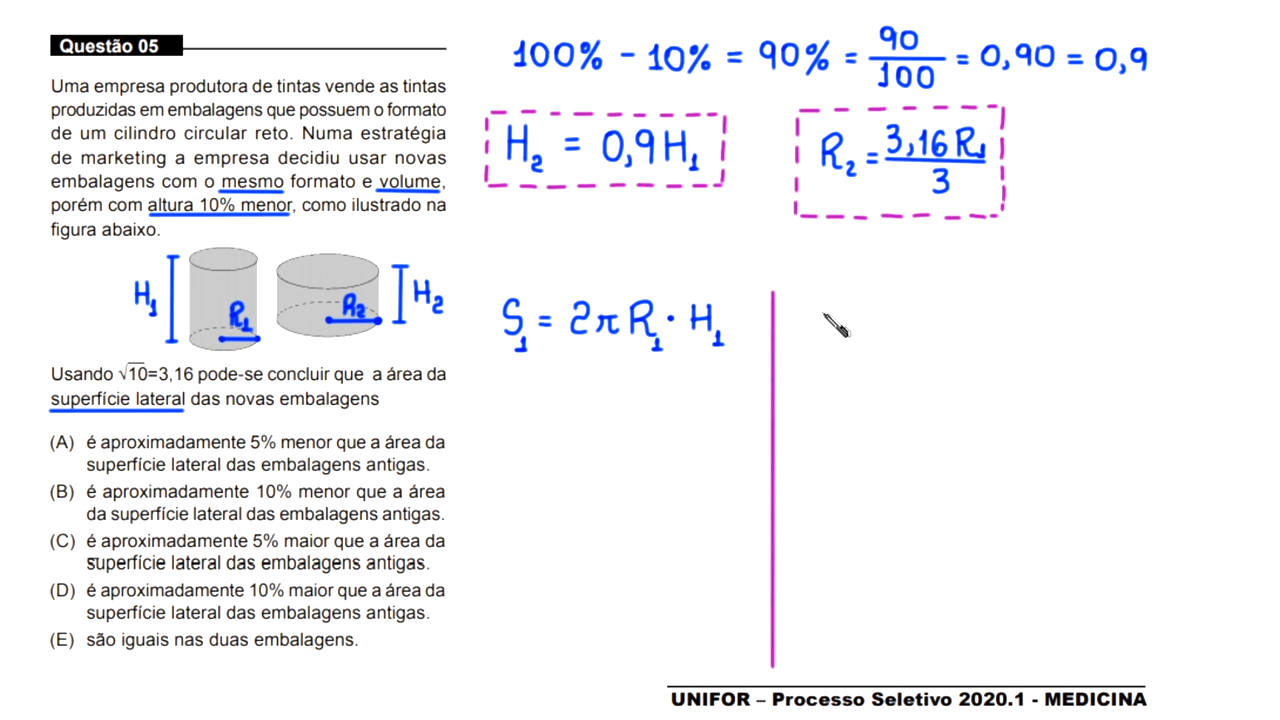 Questão 05
Uma empresa produtora de tintas vende as tintas
produzidas em embalagens que possuem o formato
de um cilindro circular reto. Numa estratégia
de marketing a empresa decidiu usar novas
embalagens com o mesmo formato e volume,
porém com altura 10% menor, como ilustrado na
figura abaixo.
H₁ R₁ R₂ H₂
Usando √10=3,16 pode-se concluir que a área da
superfície lateral das novas embalagens
(A) é aproximadamente 5% menor que a área da
superfície lateral das embalagens antigas.
(B) é aproximadamente 10% menor que a área
da superfície lateral das embalagens antigas.
(C) é aproximadamente 5% maior que a área da
superfície lateral das embalagens antigas.
(D) é aproximadamente 10% maior que a área da
superfície lateral das embalagens antigas.
(E) são iguais nas duas embalagens.
100% - 10% = 90% = 90/100 = 0,90 = 0,9
H₂ = 0,9H₁
R₂ = 3,16 R₁/3
S₁ = 2π R₁ · H₁
UNIFOR – Processo Seletivo 2020.1 - MEDICINA